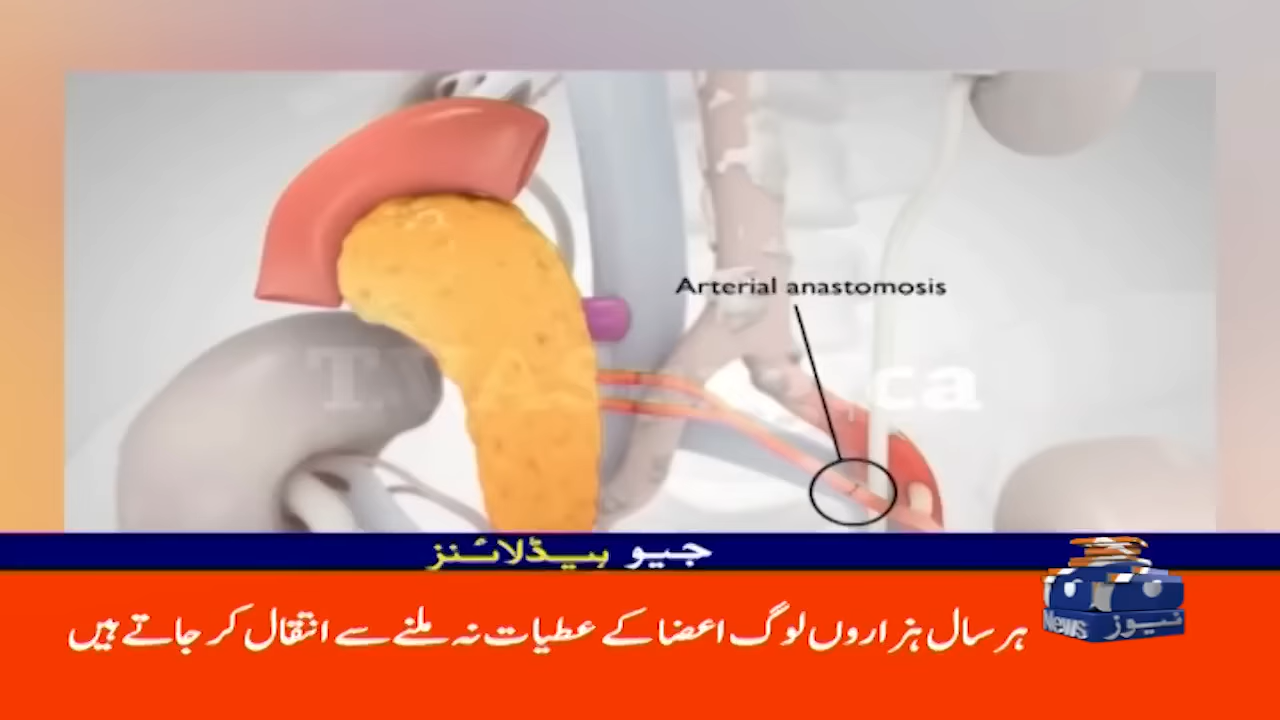 Arterial anastomosis
جیو ہیڈلائنز
ہر سال ہزاروں لوگ اعضا کے عطیات نہ ملنے سے انتقال کر جاتے ہیں
News نیوز